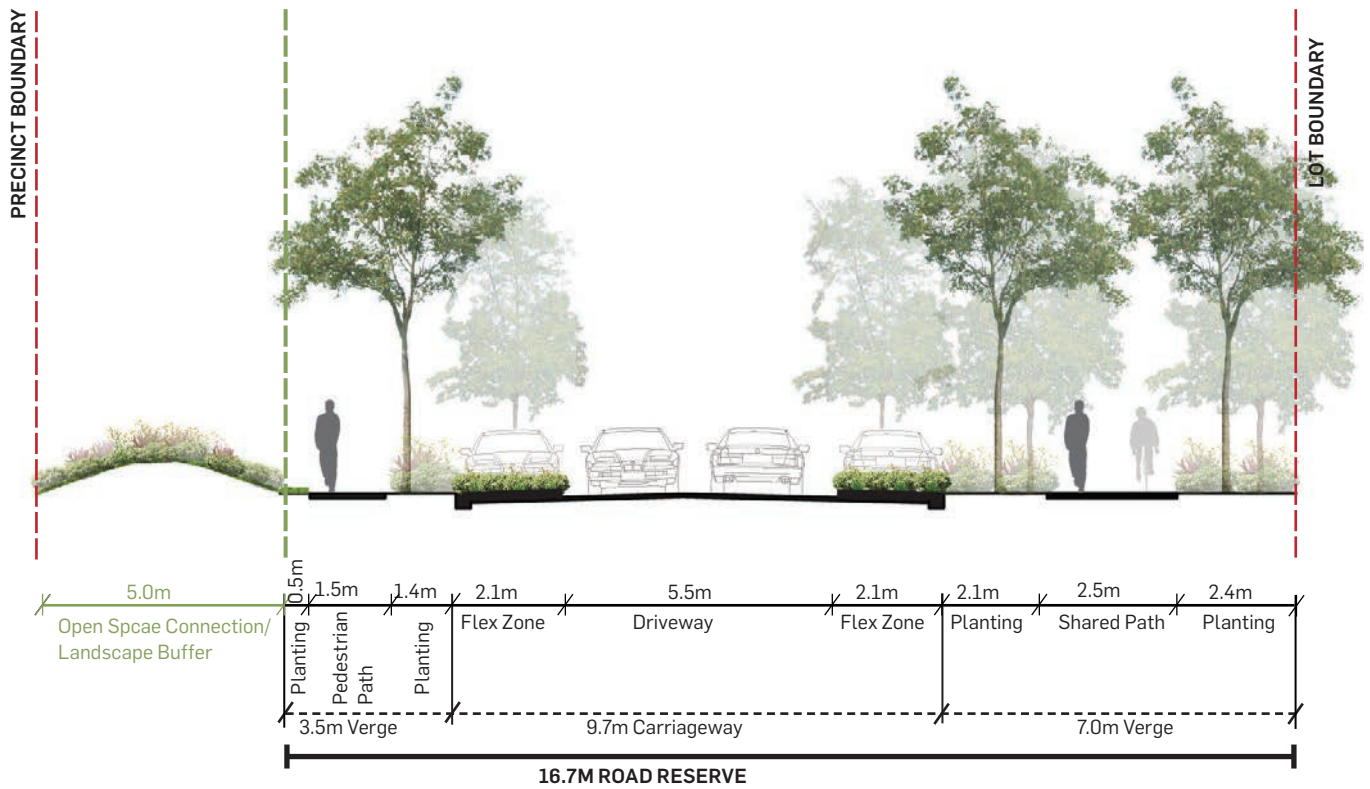 PRECINCT BOUNDARY
LOT BOUNDARY
5.0m
0.5m
1.5m
1.4m
2.1m
5.5m
2.1m
2.1m
2.5m
2.4m
Open Spcae Connection/
Landscape Buffer
Planting
Pedestrian
Path
Planting
Flex Zone
Driveway
Flex Zone
Planting
Shared Path
Planting
3.5m Verge
9.7m Carriageway
7.0m Verge
16.7M ROAD RESERVE